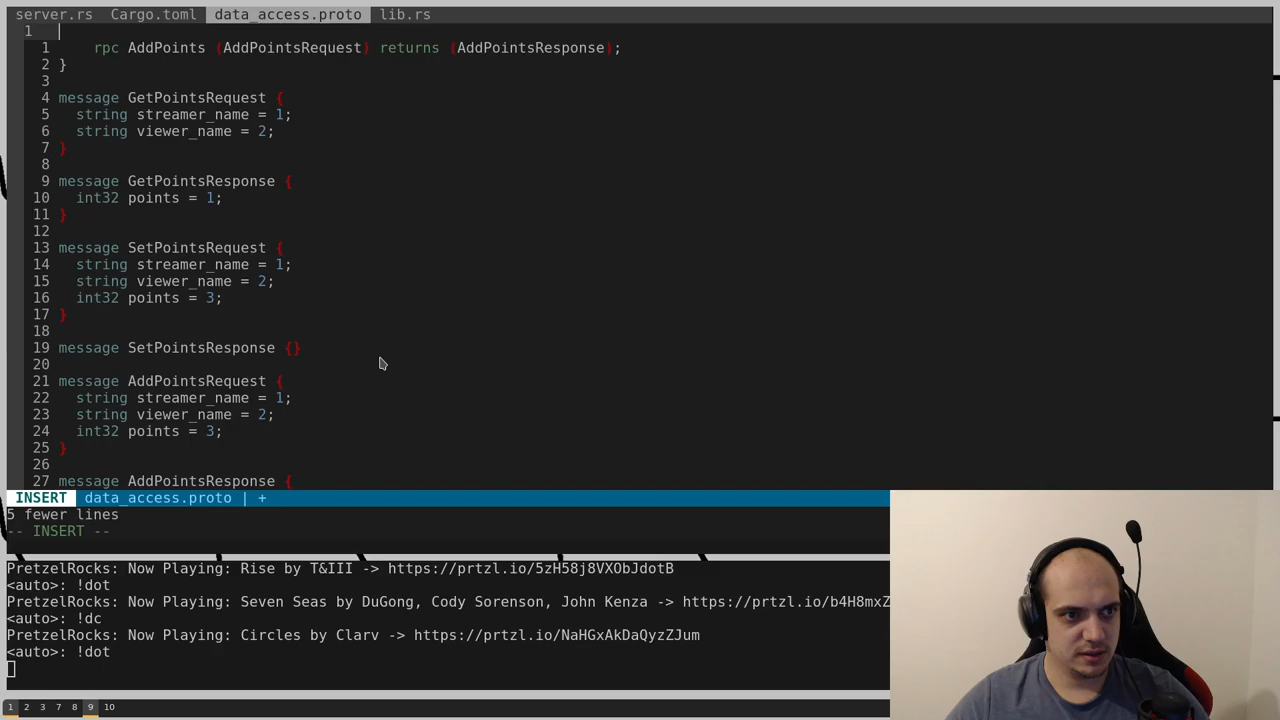 server.rs Cargo.toml data_access.proto lib.rs
1
1 rpc AddPoints (AddPointsRequest) returns (AddPointsResponse);
2 }
3
4 message GetPointsRequest {
5 string streamer_name = 1;
6 string viewer_name = 2;
7 }
8
9 message GetPointsResponse {
10 int32 points = 1;
11 }
12
13 message SetPointsRequest {
14 string streamer_name = 1;
15 string viewer_name = 2;
16 int32 points = 3;
17 }
18
19 message SetPointsResponse {}
20
21 message AddPointsRequest {
22 string streamer_name = 1;
23 string viewer_name = 2;
24 int32 points = 3;
25 }
26
27 message AddPointsResponse {
INSERT data_access.proto | +
5 fewer lines
-- INSERT --
PretzelRocks: Now Playing: Rise by T&III -> https://prtzl.io/5zH58j8VXObJdotB
<auto>: !dot
PretzelRocks: Now Playing: Seven Seas by DuGong, Cody Sorenson, John Kenza -> https://prtzl.io/b4H8mxZ
<auto>: !dc
PretzelRocks: Now Playing: Circles by Clarv -> https://prtzl.io/NaHGxAkDaQyzZJum
<auto>: !dot
1 2 3 7 8 9 10